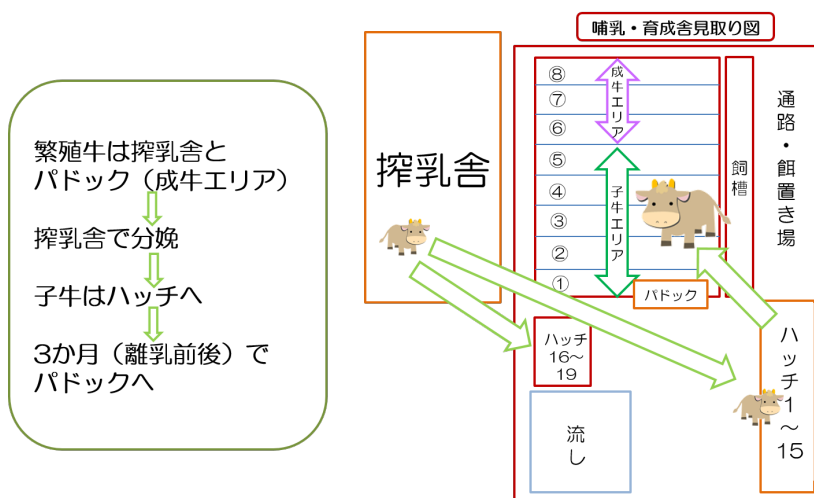 哺乳・育成舎見取り図
繁殖牛は搾乳舎と
パドック（成牛エリア）
搾乳舎で分娩
子牛はハッチへ
3か月（離乳前後）で
パドックへ
搾乳舎
⑧
⑦
⑥
⑤
④
③
②
①
成牛エリア
子牛エリア
パドック
飼槽
通路・餌置き場
ハッチ
16～
19
流し
ハッチ1～15